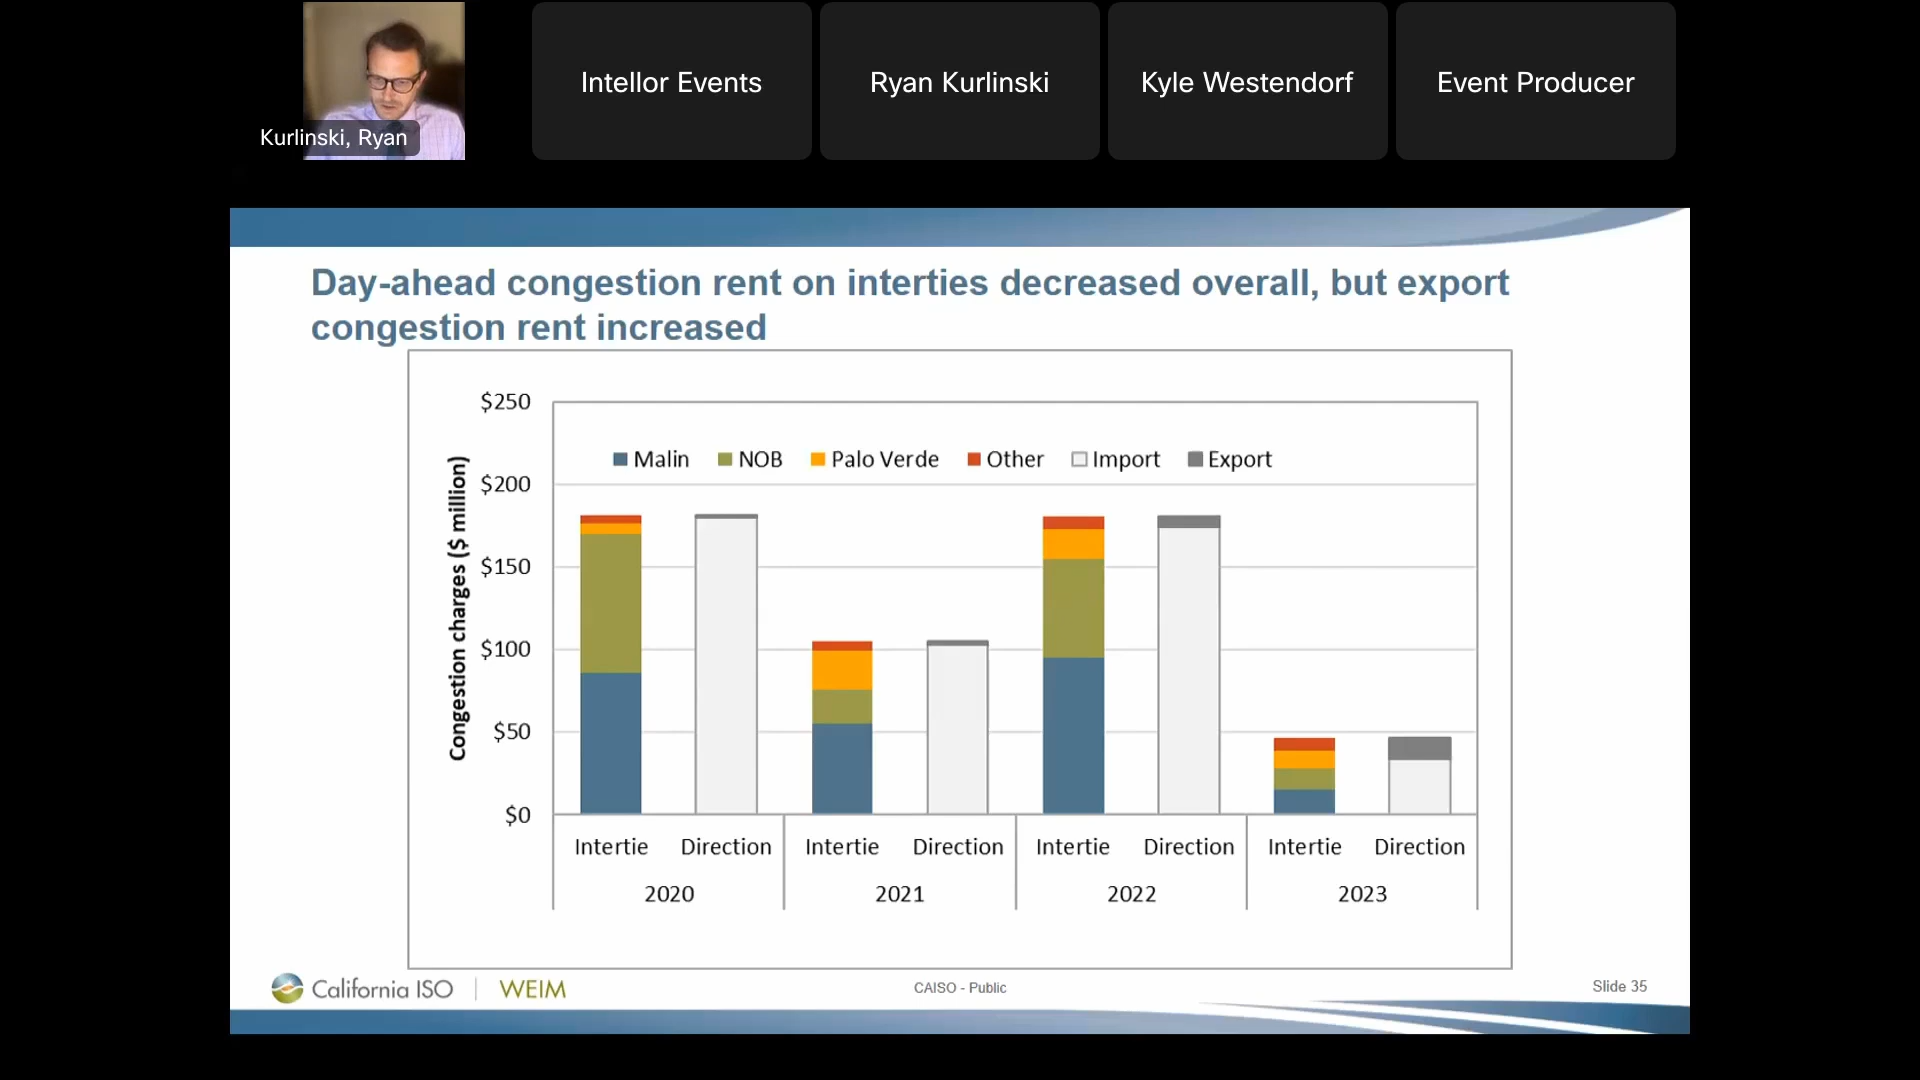 Kurlinski, Ryan
Intellor Events
Ryan Kurlinski
Kyle Westendorf
Event Producer
Day-ahead congestion rent on interties decreased overall, but export
congestion rent increased
Congestion charges ($ million)
$250
$200
$150
$100
$50
$0
Malin NOB Palo Verde Other Import Export
Intertie Direction Intertie Direction Intertie Direction Intertie Direction
2020 2021 2022 2023
California ISO WEIM
CAISO - Public
Slide 35